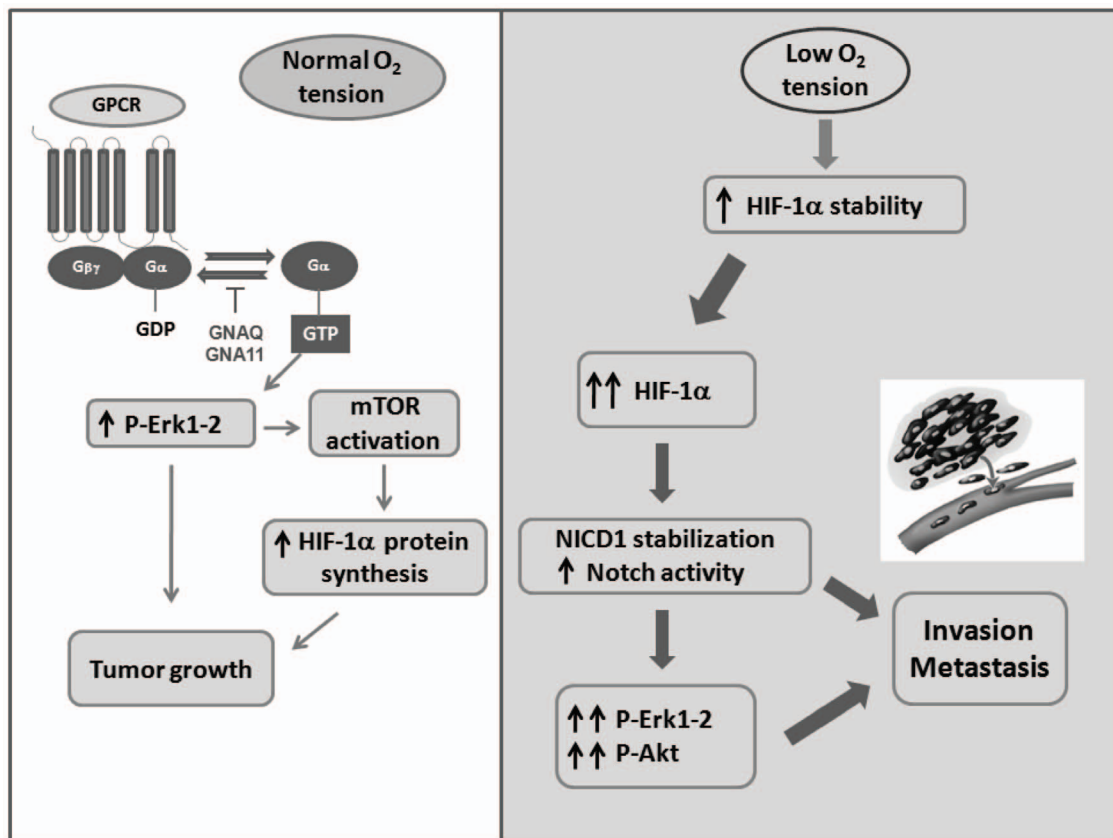 Normal O₂
tension
GPCR
Gβγ
Gα
Gα
GDP
GNAQ
GNA11
GTP
↑ P-Erk1-2
mTOR
activation
↑ HIF-1α protein
synthesis
Tumor growth
Low O₂
tension
↑ HIF-1α stability
↑↑ HIF-1α
NICD1 stabilization
↑ Notch activity
↑↑ P-Erk1-2
↑↑ P-Akt
Invasion
Metastasis